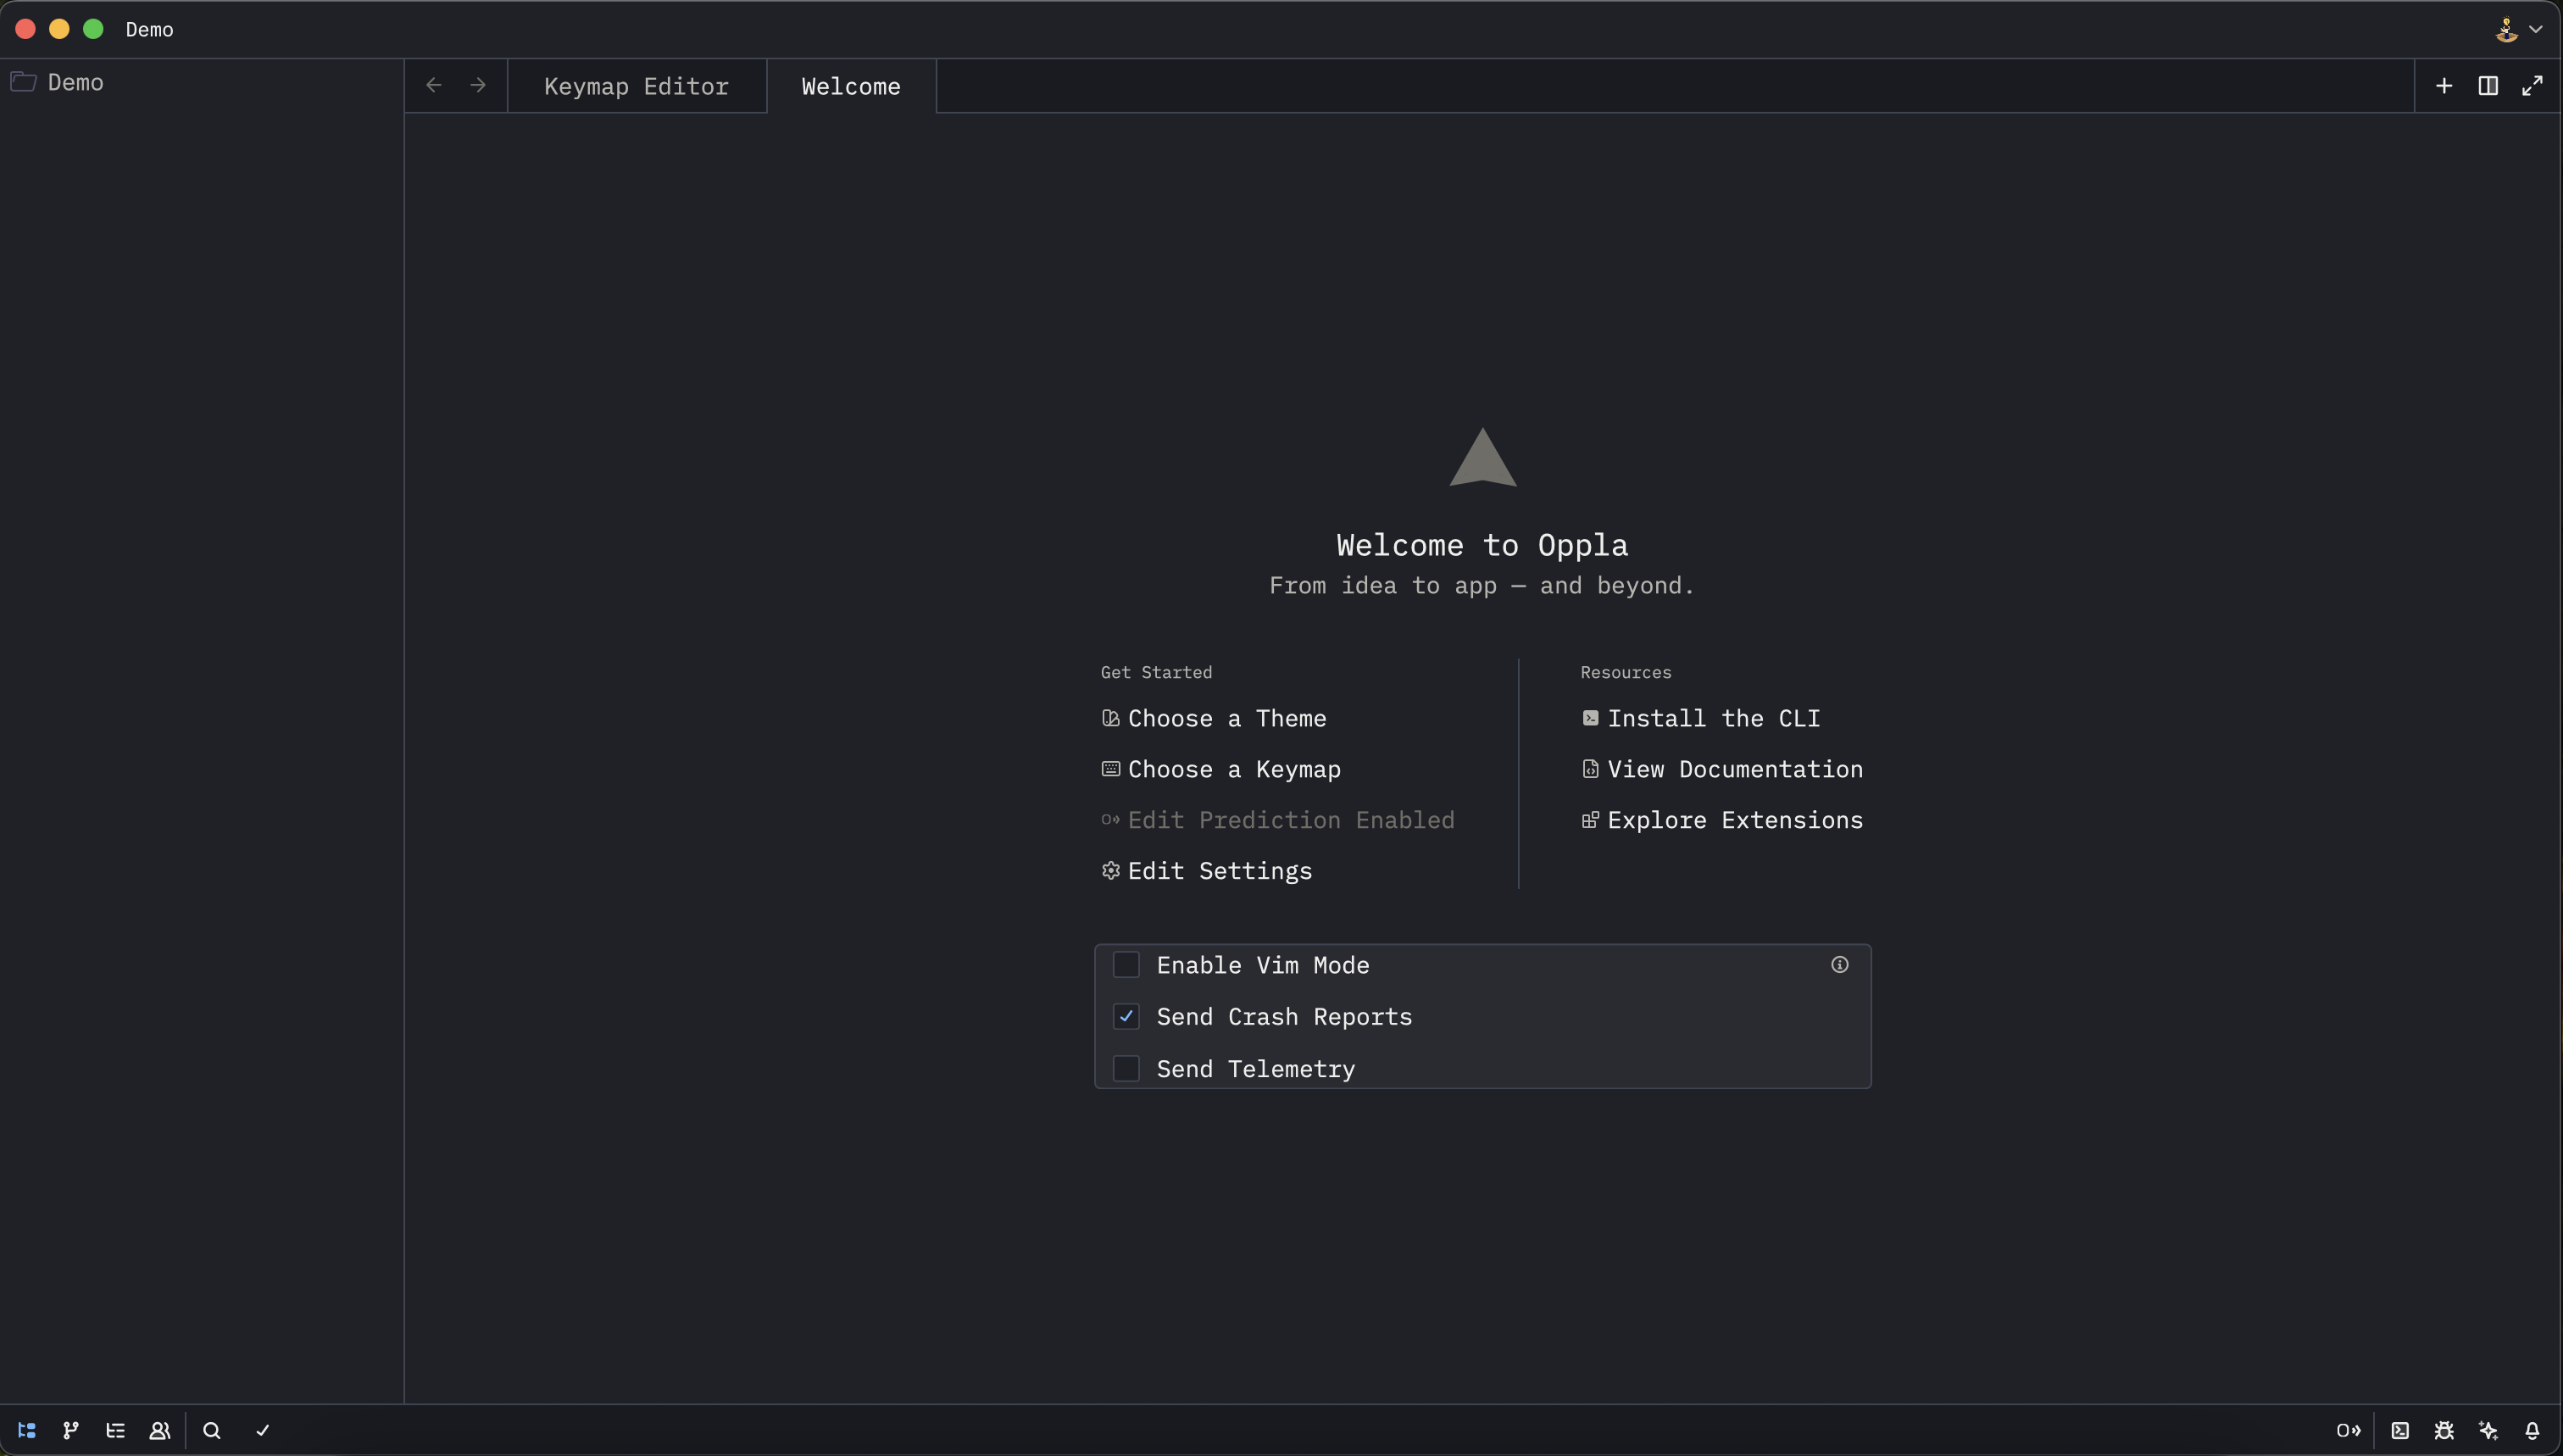 Demo
Demo
Keymap Editor
Welcome
Welcome to Oppla
From idea to app — and beyond.
Get Started
Choose a Theme
Choose a Keymap
Edit Prediction Enabled
Edit Settings
Resources
Install the CLI
View Documentation
Explore Extensions
Enable Vim Mode
Send Crash Reports
Send Telemetry